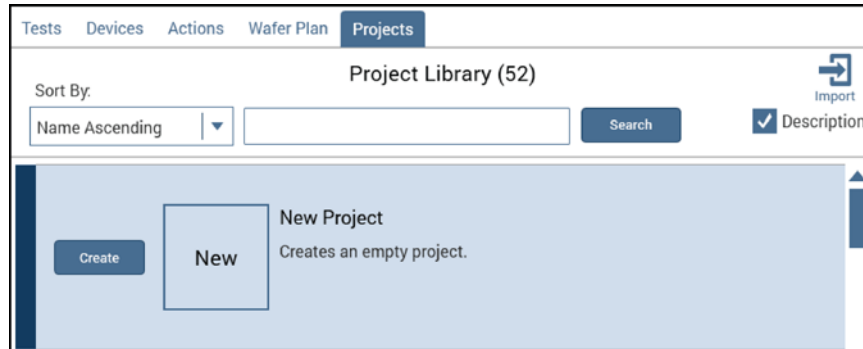 Tests Devices Actions Wafer Plan Projects
Project Library (52)
Import
Sort By:
Name Ascending
Search
Description
New Project
Create
New
Creates an empty project.